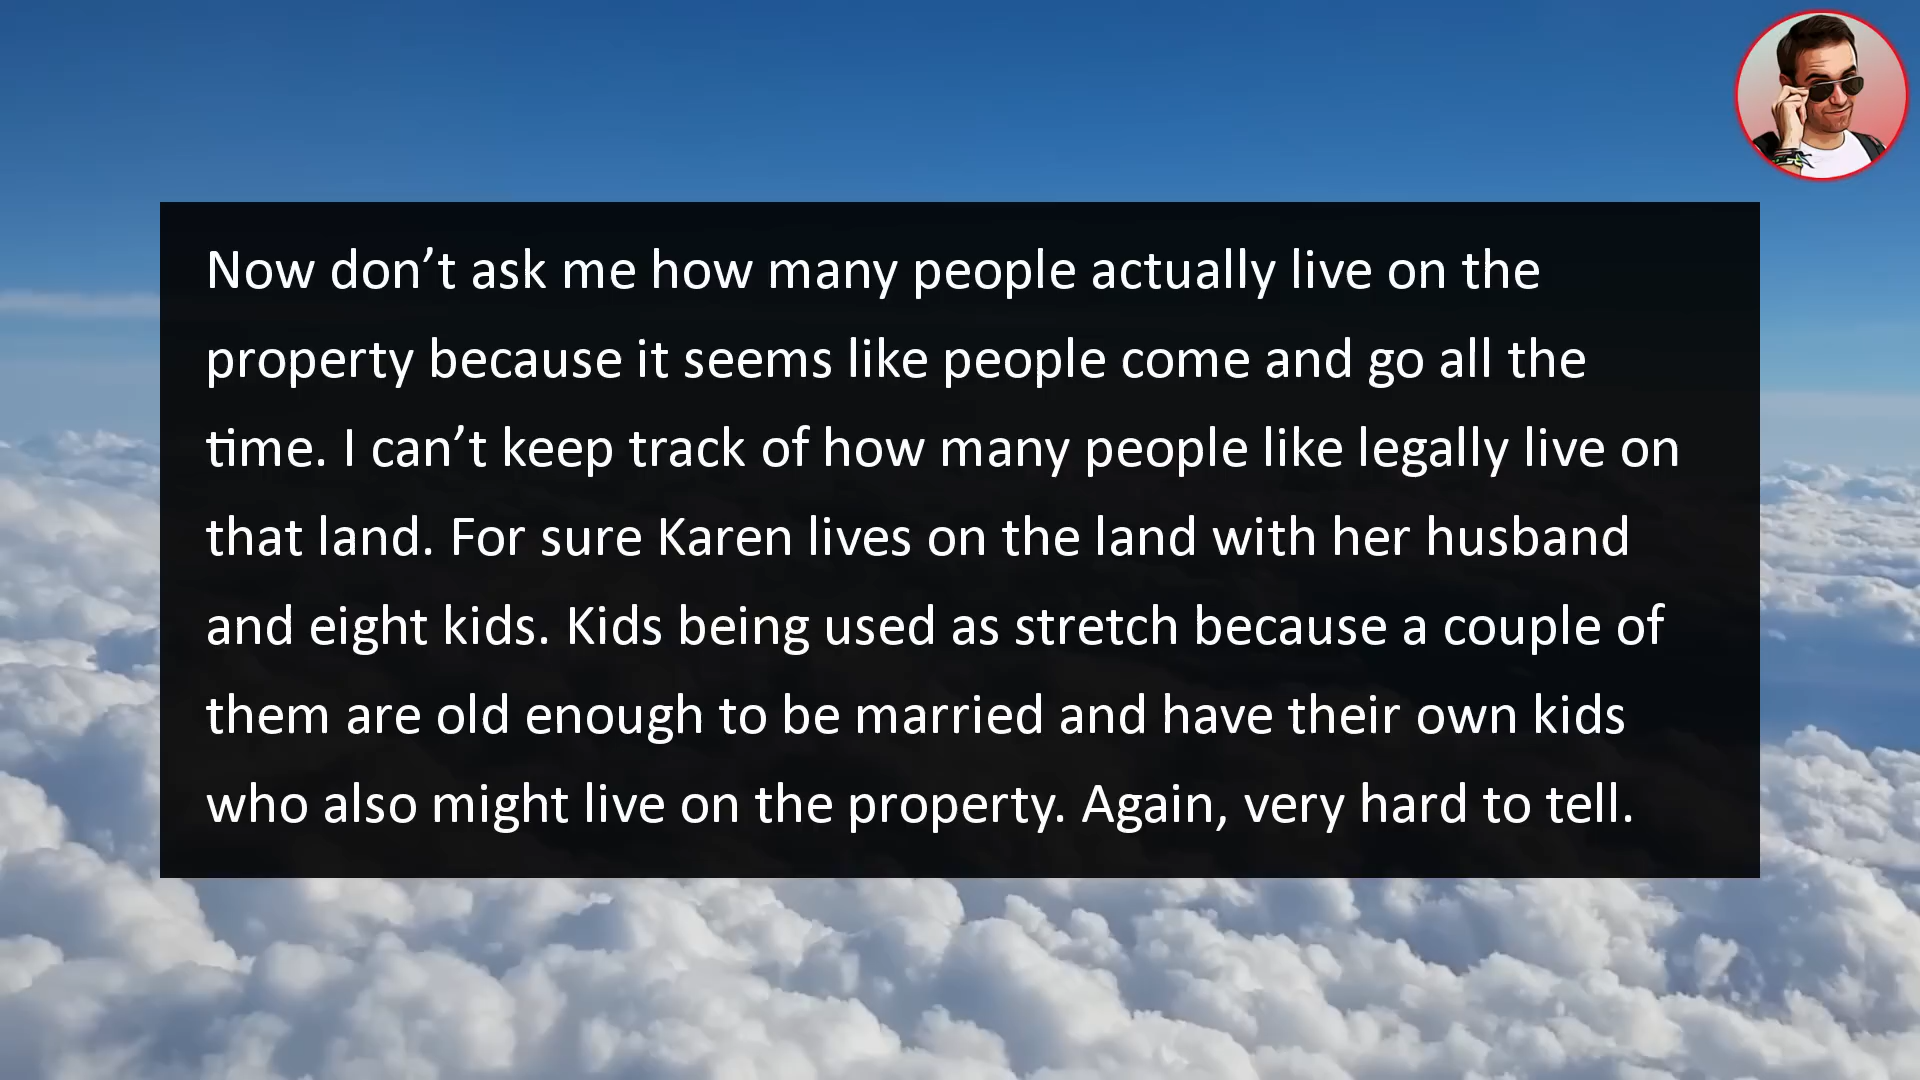 Now don’t ask me how many people actually live on the
property because it seems like people come and go all the
time. I can’t keep track of how many people like legally live on
that land. For sure Karen lives on the land with her husband
and eight kids. Kids being used as stretch because a couple of
them are old enough to be married and have their own kids
who also might live on the property. Again, very hard to tell.